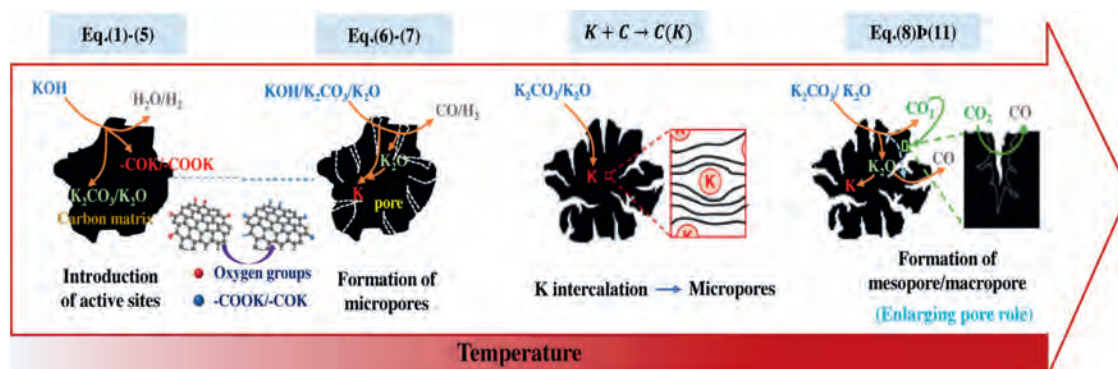 Eq.(1)-(5)
Eq.(6)-(7)
K + C → C(K)
Eq.(8)Þ(11)
KOH
H₂O/H₂
-COK/-COOK
K₂CO₃/K₂O
Carbon matrix
Introduction
of active sites
Oxygen groups
-COOK/-COK
KOH/K₂CO₃/K₂O
CO/H₂
K₂O
K
pore
Formation of
micropores
K₂CO₃/K₂O
K
K
K
K
K intercalation → Micropores
K₂CO₃/ K₂O
CO₂
K₂O
K
CO
CO₂
CO
Formation of
mesopore/macropore
(Enlarging pore role)
Temperature